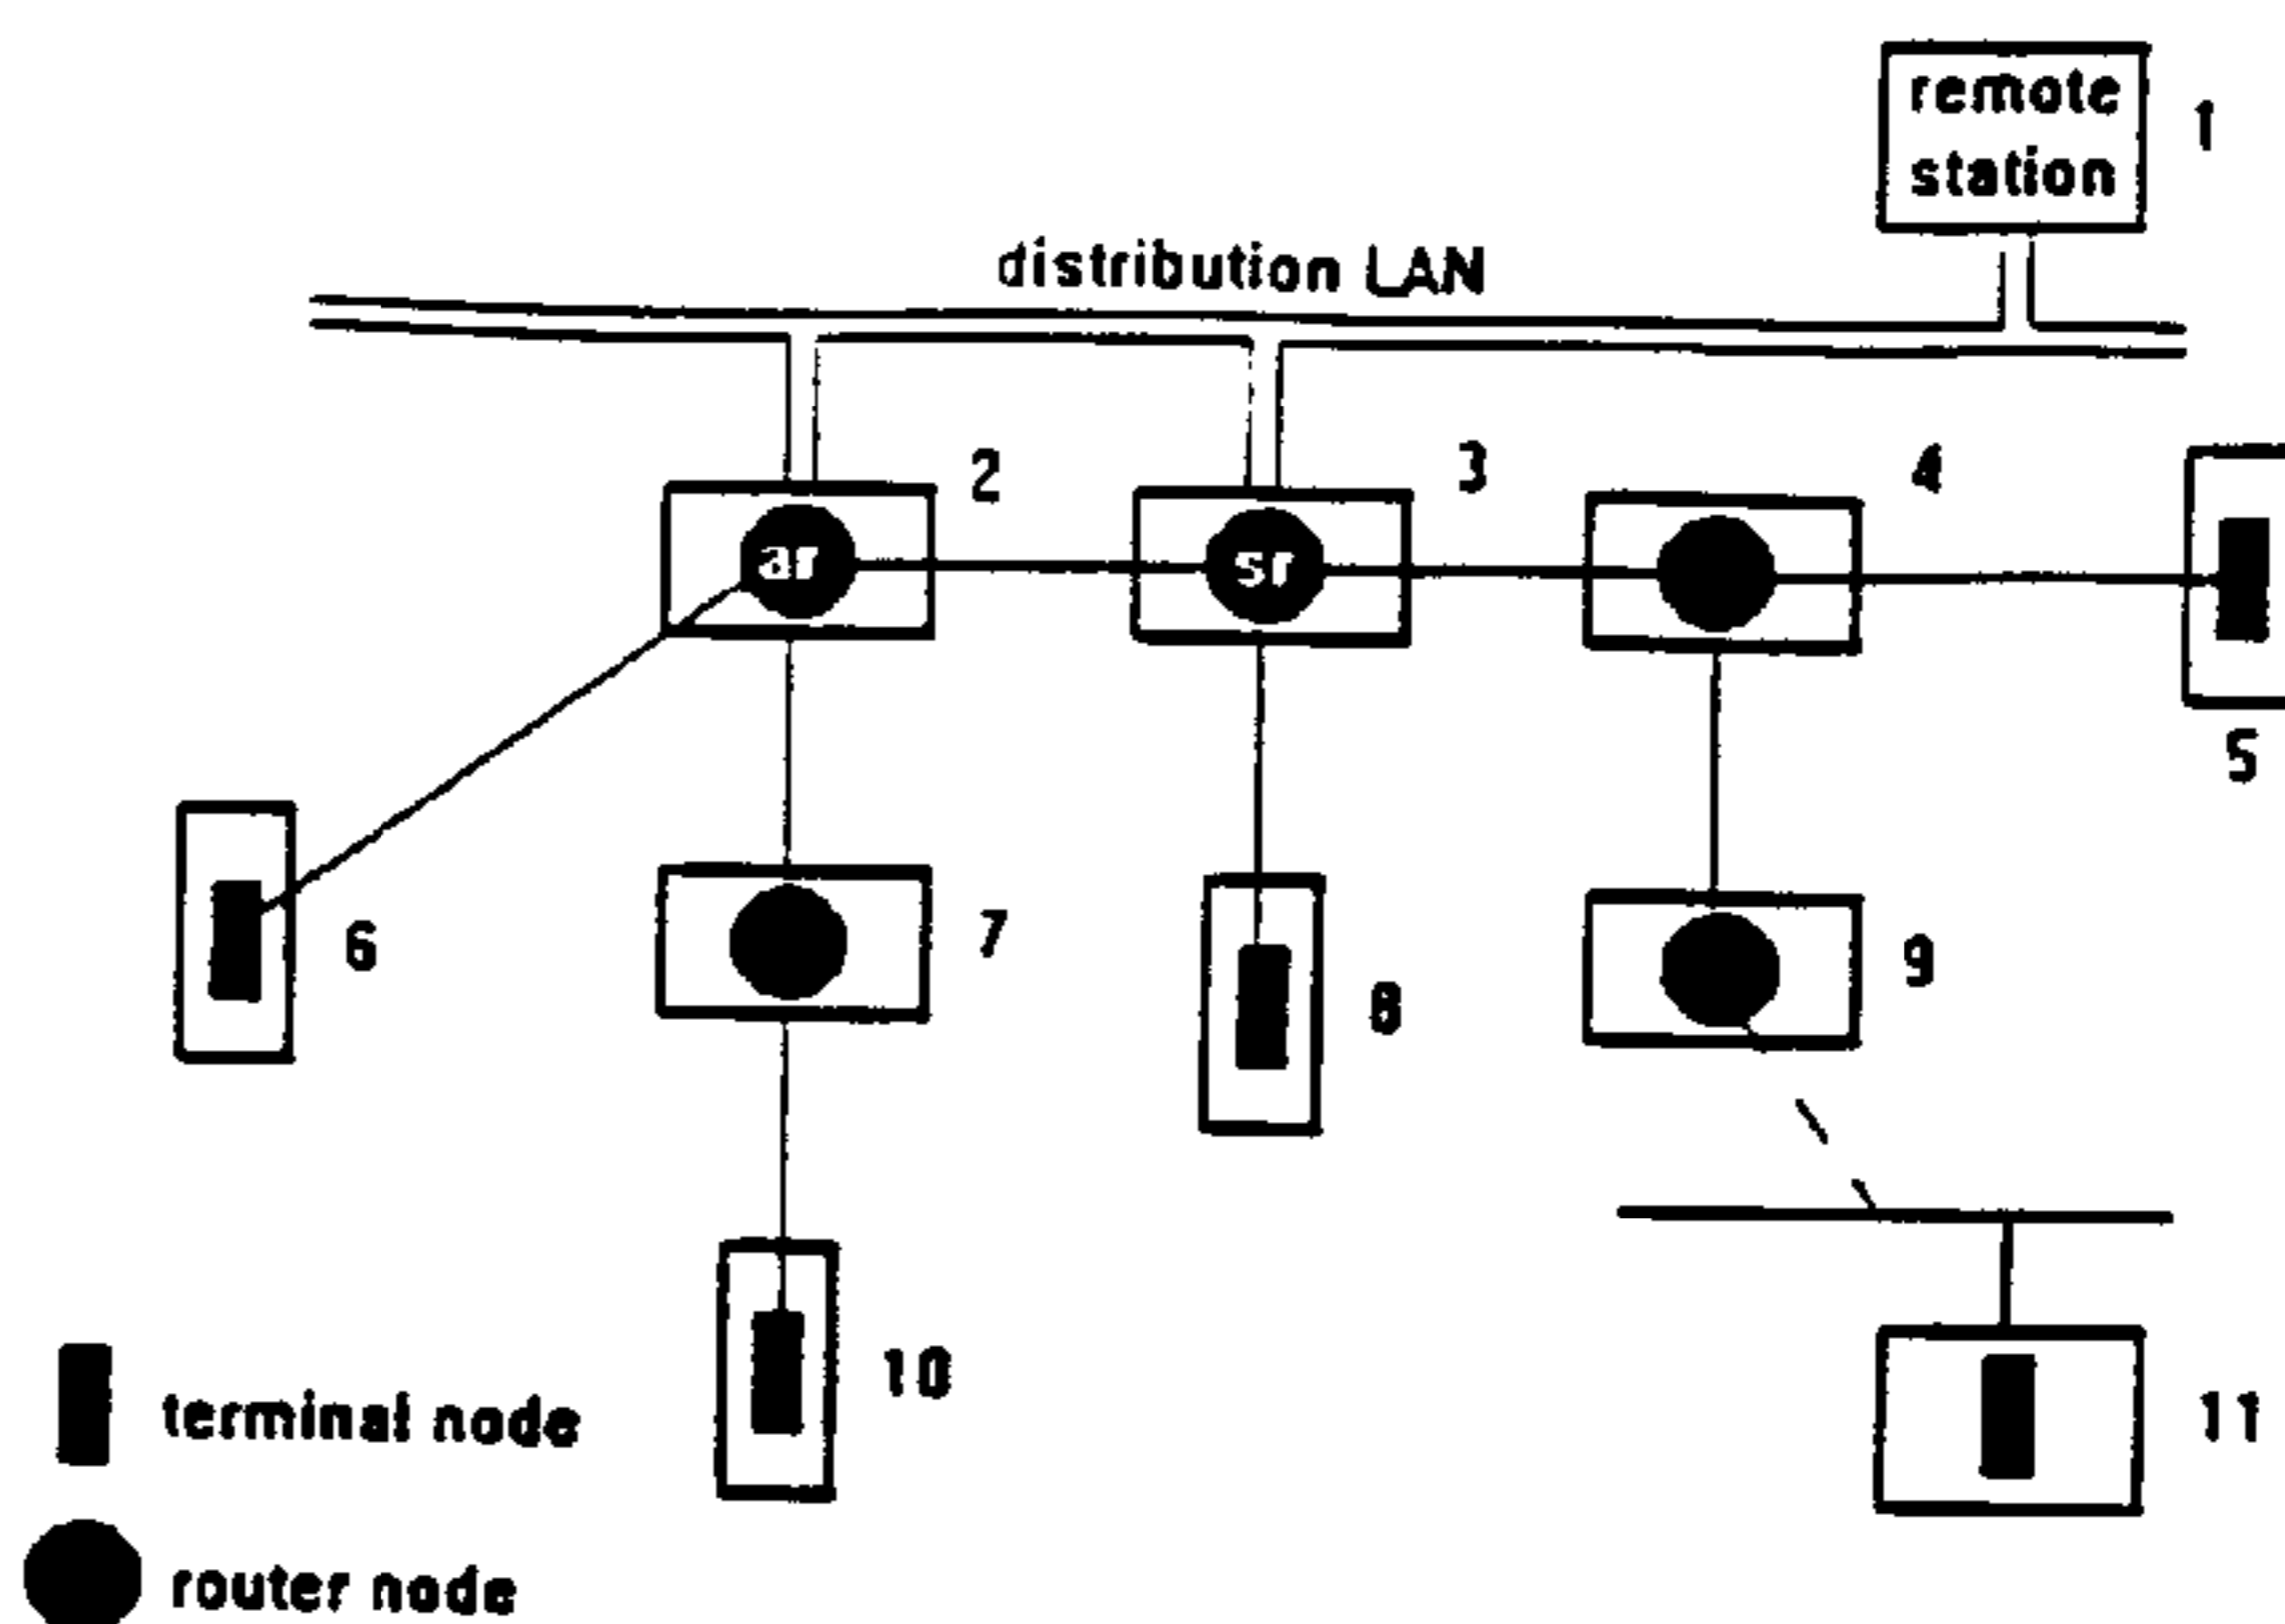 remote
station
1
distribution LAN
2
3
4
ar
sr
5
6
7
8
9
10
11
terminal node
router node